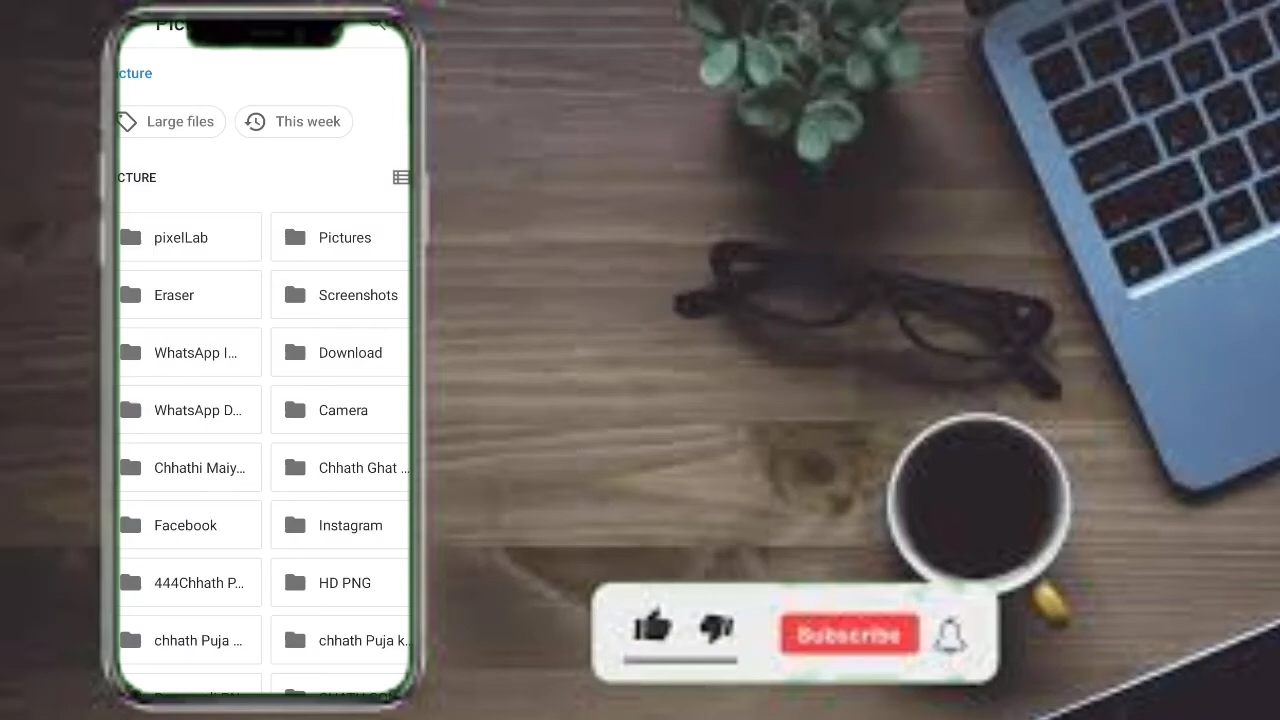 Pic
cture
Large files This week
CTURE
pixelLab Pictures
Eraser Screenshots
WhatsApp I... Download
WhatsApp D... Camera
Chhathi Maiy... Chhath Ghat ...
Facebook Instagram
444Chhath P... HD PNG
chhath Puja ... chhath Puja k...
Subscribe